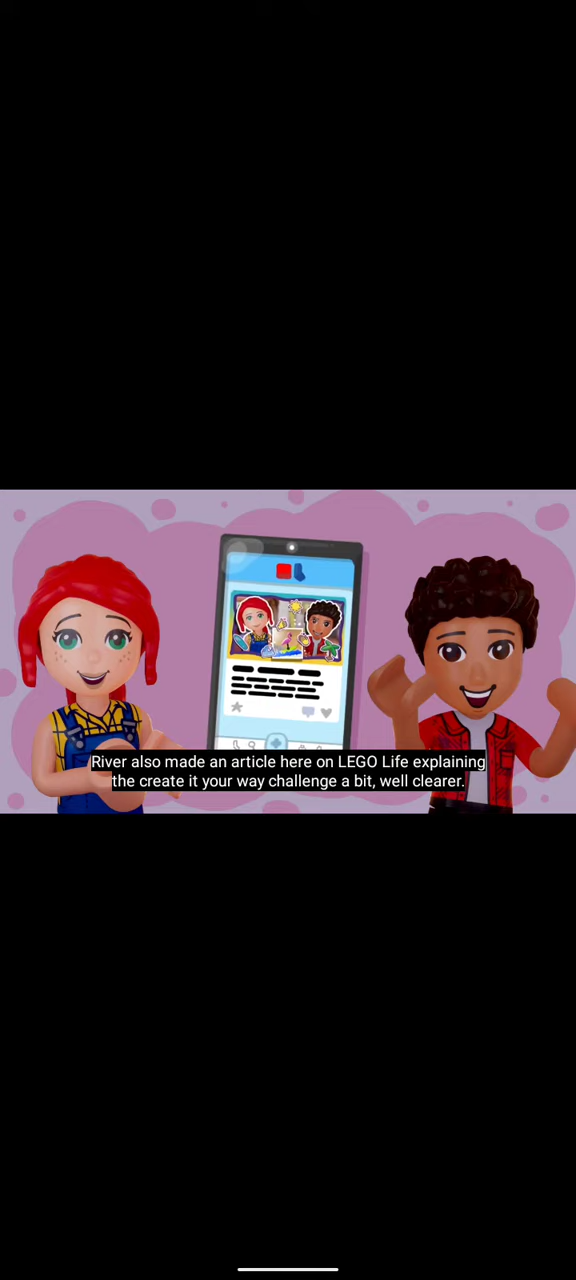 River also made an article here on LEGO Life explaining
the create it your way challenge a bit, well clearer.